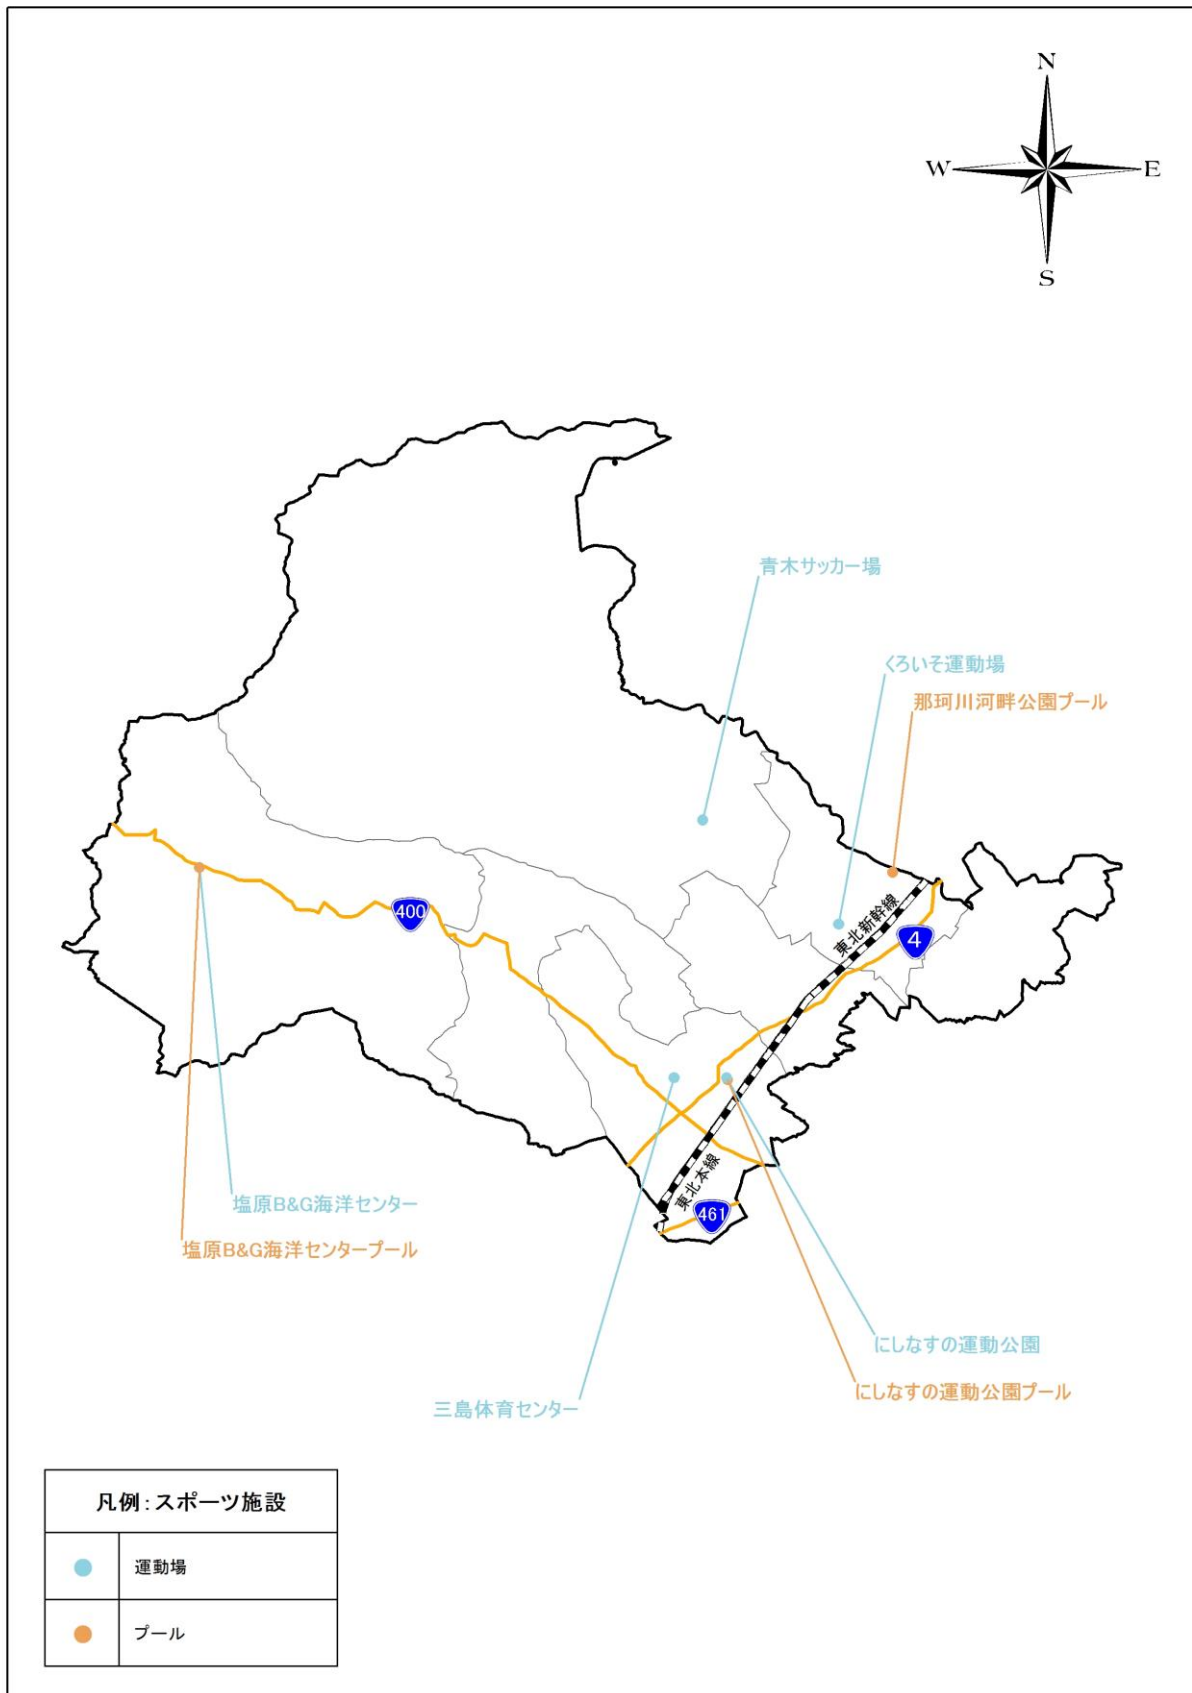 N
W
E
S
青木サッカー場
くろいそ運動場
那珂川河畔公園プール
400
東北新幹線
4
東北本線
461
塩原B&G海洋センター
塩原B&G海洋センタープール
にしなすの運動公園
にしなすの運動公園プール
三島体育センター
凡例:スポーツ施設
運動場
プール